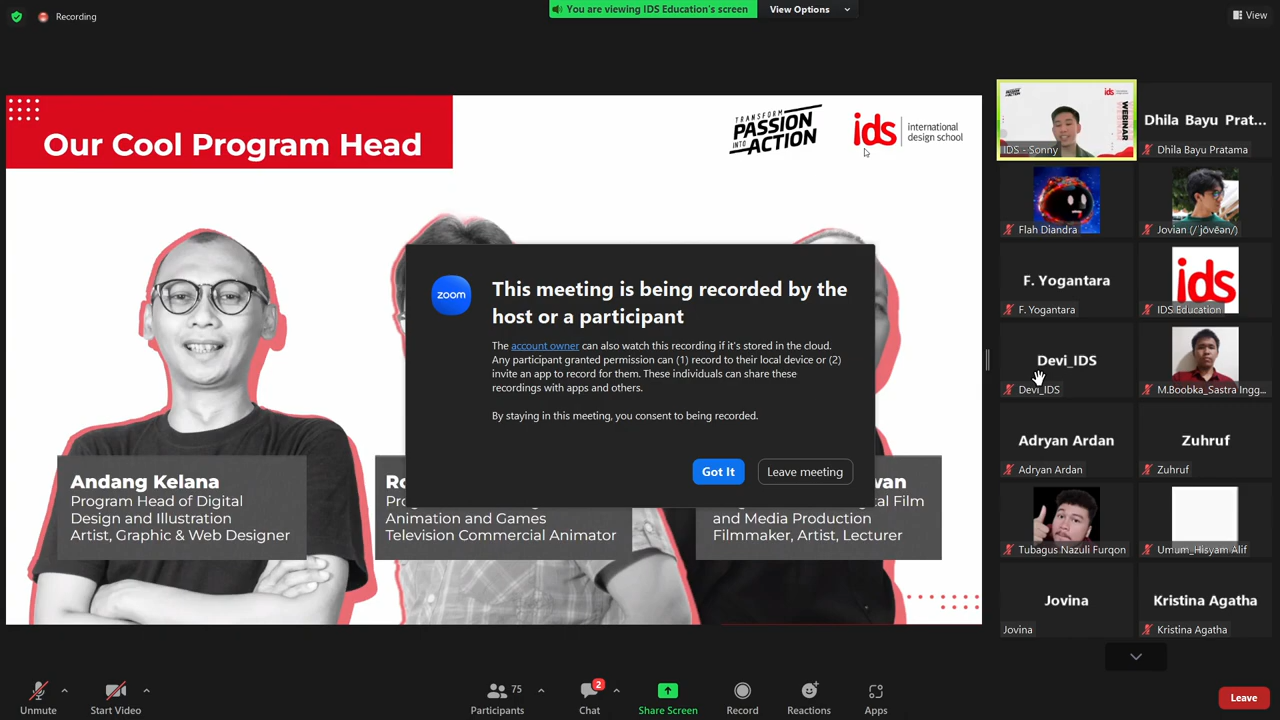 Recording
You are viewing IDS Education's screen
View Options
View
Our Cool Program Head
TRANSFORM
PASSION
INTO
ACTION
ids
international
design school
Andang Kelana
Program Head of Digital
Design and Illustration
Artist, Graphic & Web Designer
Animation and Games
Television Commercial Animator
and Media Production
Filmmaker, Artist, Lecturer
zoom
This meeting is being recorded by the
host or a participant
The account owner can also watch this recording if it's stored in the cloud.
Any participant granted permission can (1) record to their local device or (2)
invite an app to record for them. These individuals can share these
recordings with apps and others.
By staying in this meeting, you consent to being recorded.
Got It
Leave meeting
ids
WEBINAR
IDS - Sonny
Dhila Bayu Prat...
Dhila Bayu Pratama
Flah Diandra
Jovian (/ˈjōvēən/)
F. Yogantara
F. Yogantara
ids
IDS Education
Devi_IDS
Devi_IDS
M.Boobka_Sastra Ingg...
Adryan Ardan
Adryan Ardan
Zuhruf
Zuhruf
Tubagus Nazuli Furqon
Umum_Hisyam Alif
Jovina
Jovina
Kristina Agatha
Kristina Agatha
Unmute
Start Video
75
Participants
2
Chat
Share Screen
Record
Reactions
Apps
Leave